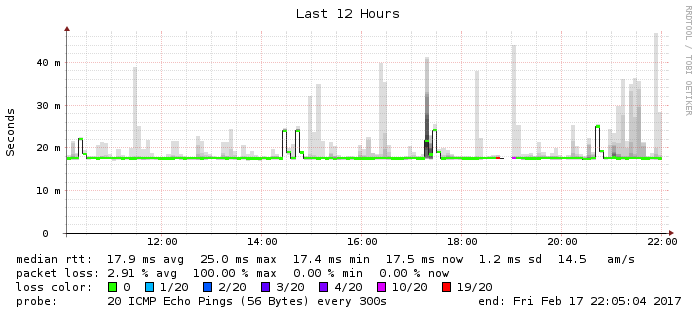 Last 12 Hours
RRDTOOL / TOBI OETIKER
Seconds
40 m
30 m
20 m
10 m
0
12:00 14:00 16:00 18:00 20:00 22:00
median rtt: 17.9 ms avg 25.0 ms max 17.4 ms min 17.5 ms now 1.2 ms sd 14.5 am/s
packet loss: 2.91 % avg 100.00 % max 0.00 % min 0.00 % now
loss color: 0 1/20 2/20 3/20 4/20 10/20 19/20
probe: 20 ICMP Echo Pings (56 Bytes) every 300s end: Fri Feb 17 22:05:04 2017